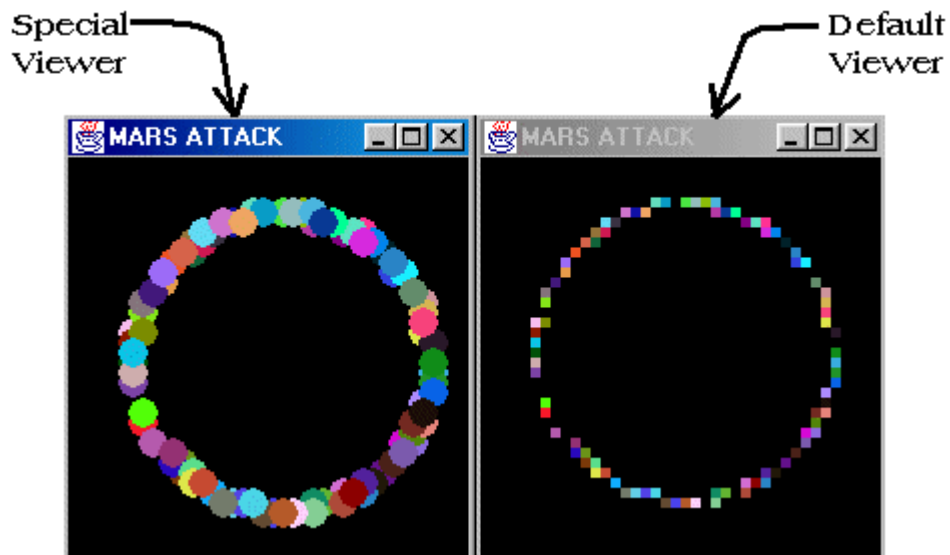 Special
Viewer
Default
Viewer
MARS ATTACK
MARS ATTACK